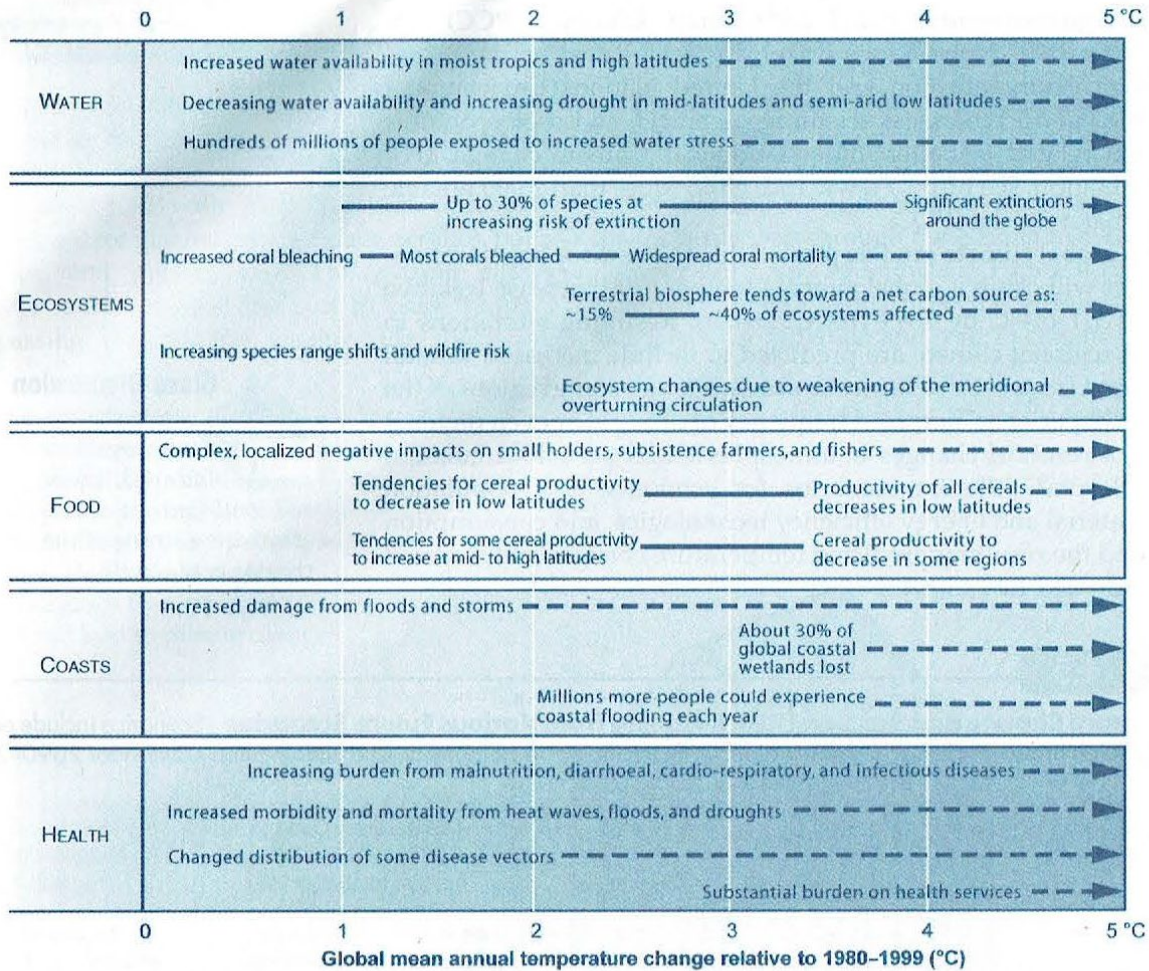 0 1 2 3 4 5 °C
WATER
Increased water availability in moist tropics and high latitudes
Decreasing water availability and increasing drought in mid-latitudes and semi-arid low latitudes
Hundreds of millions of people exposed to increased water stress
ECOSYSTEMS
Up to 30% of species at
increasing risk of extinction
Significant extinctions
around the globe
Increased coral bleaching Most corals bleached Widespread coral mortality
Terrestrial biosphere tends toward a net carbon source as:
~15% ~40% of ecosystems affected
Increasing species range shifts and wildfire risk
Ecosystem changes due to weakening of the meridional
overturning circulation
FOOD
Complex, localized negative impacts on small holders, subsistence farmers, and fishers
Tendencies for cereal productivity
to decrease in low latitudes
Productivity of all cereals
decreases in low latitudes
Tendencies for some cereal productivity
to increase at mid- to high latitudes
Cereal productivity to
decrease in some regions
COASTS
Increased damage from floods and storms
About 30% of
global coastal
wetlands lost
Millions more people could experience
coastal flooding each year
HEALTH
Increasing burden from malnutrition, diarrhoeal, cardio-respiratory, and infectious diseases
Increased morbidity and mortality from heat waves, floods, and droughts
Changed distribution of some disease vectors
Substantial burden on health services
0 1 2 3 4 5 °C
Global mean annual temperature change relative to 1980–1999 (°C)